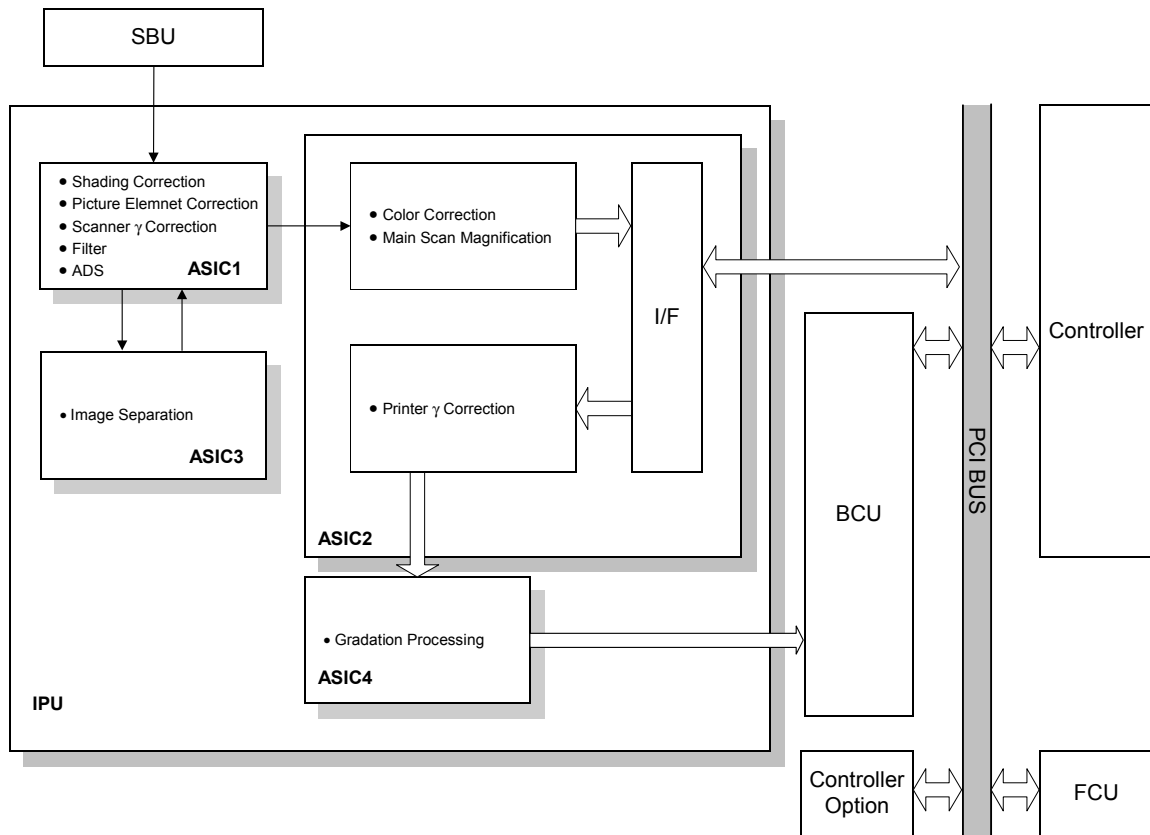 SBU
• Shading Correction
• Picture Elemnet Correction
• Scanner γ Correction
• Filter
• ADS
ASIC1
• Color Correction
• Main Scan Magnification
I/F
Controller
• Image Separation
ASIC3
• Printer γ Correction
ASIC2
BCU
PCI BUS
• Gradation Processing
ASIC4
IPU
Controller
Option
FCU